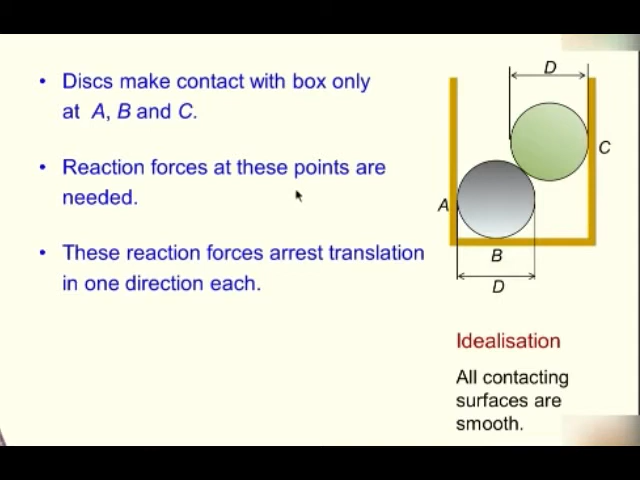 • Discs make contact with box only
at A, B and C.
• Reaction forces at these points are
needed.
• These reaction forces arrest translation
in one direction each.
D
C
A
B
D
Idealisation
All contacting
surfaces are
smooth.